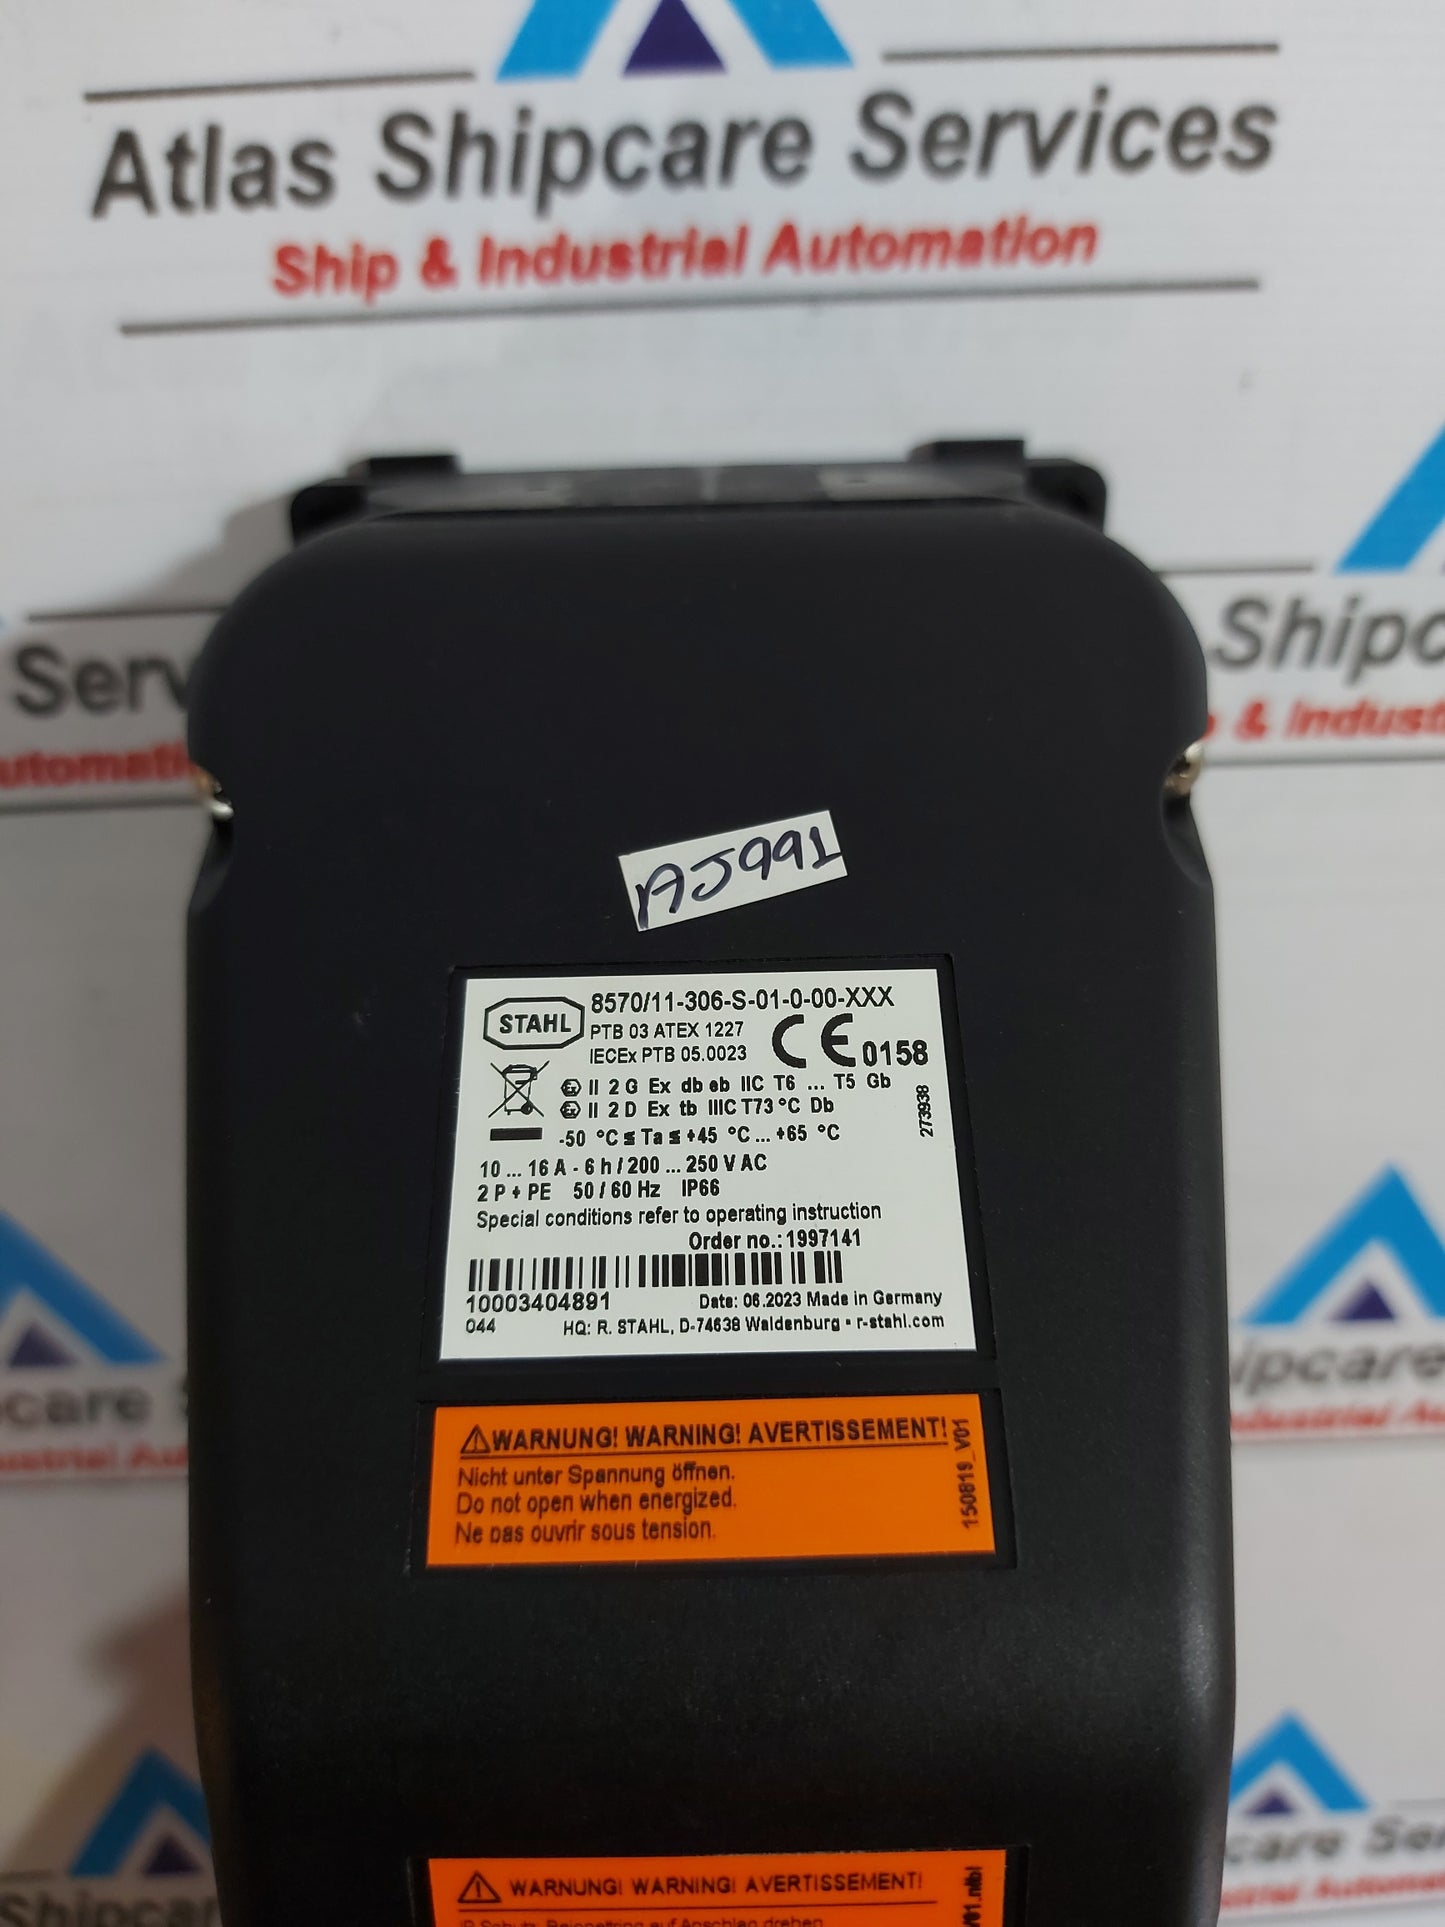 Atlas Shipcare Services
Ship & Industrial Automation
Shipc
& Indust
AJ991
STAHL
8570/11-306-S-01-0-00-XXX
PTB 03 ATEX 1227
IECEx PTB 05.0023
CE 0158
Ex II 2 G Ex db eb IIC T6 ... T5 Gb
Ex II 2 D Ex tb IIIC T73 °C Db
-50 °C ≤ Ta ≤ +45 °C ... +65 °C
273938
10 ... 16 A - 6 h / 200 ... 250 V AC
2 P + PE 50 / 60 Hz IP66
Special conditions refer to operating instruction
Order no.: 1997141
10003404891
Date: 06.2023 Made in Germany
044
HQ: R. STAHL, D-74638 Waldenburg • r-stahl.com
WARNUNG! WARNING! AVERTISSEMENT!
Nicht unter Spannung öffnen.
Do not open when energized.
Ne pas ouvrir sous tension.
150819_V01
WARNUNG! WARNING! AVERTISSEMENT!